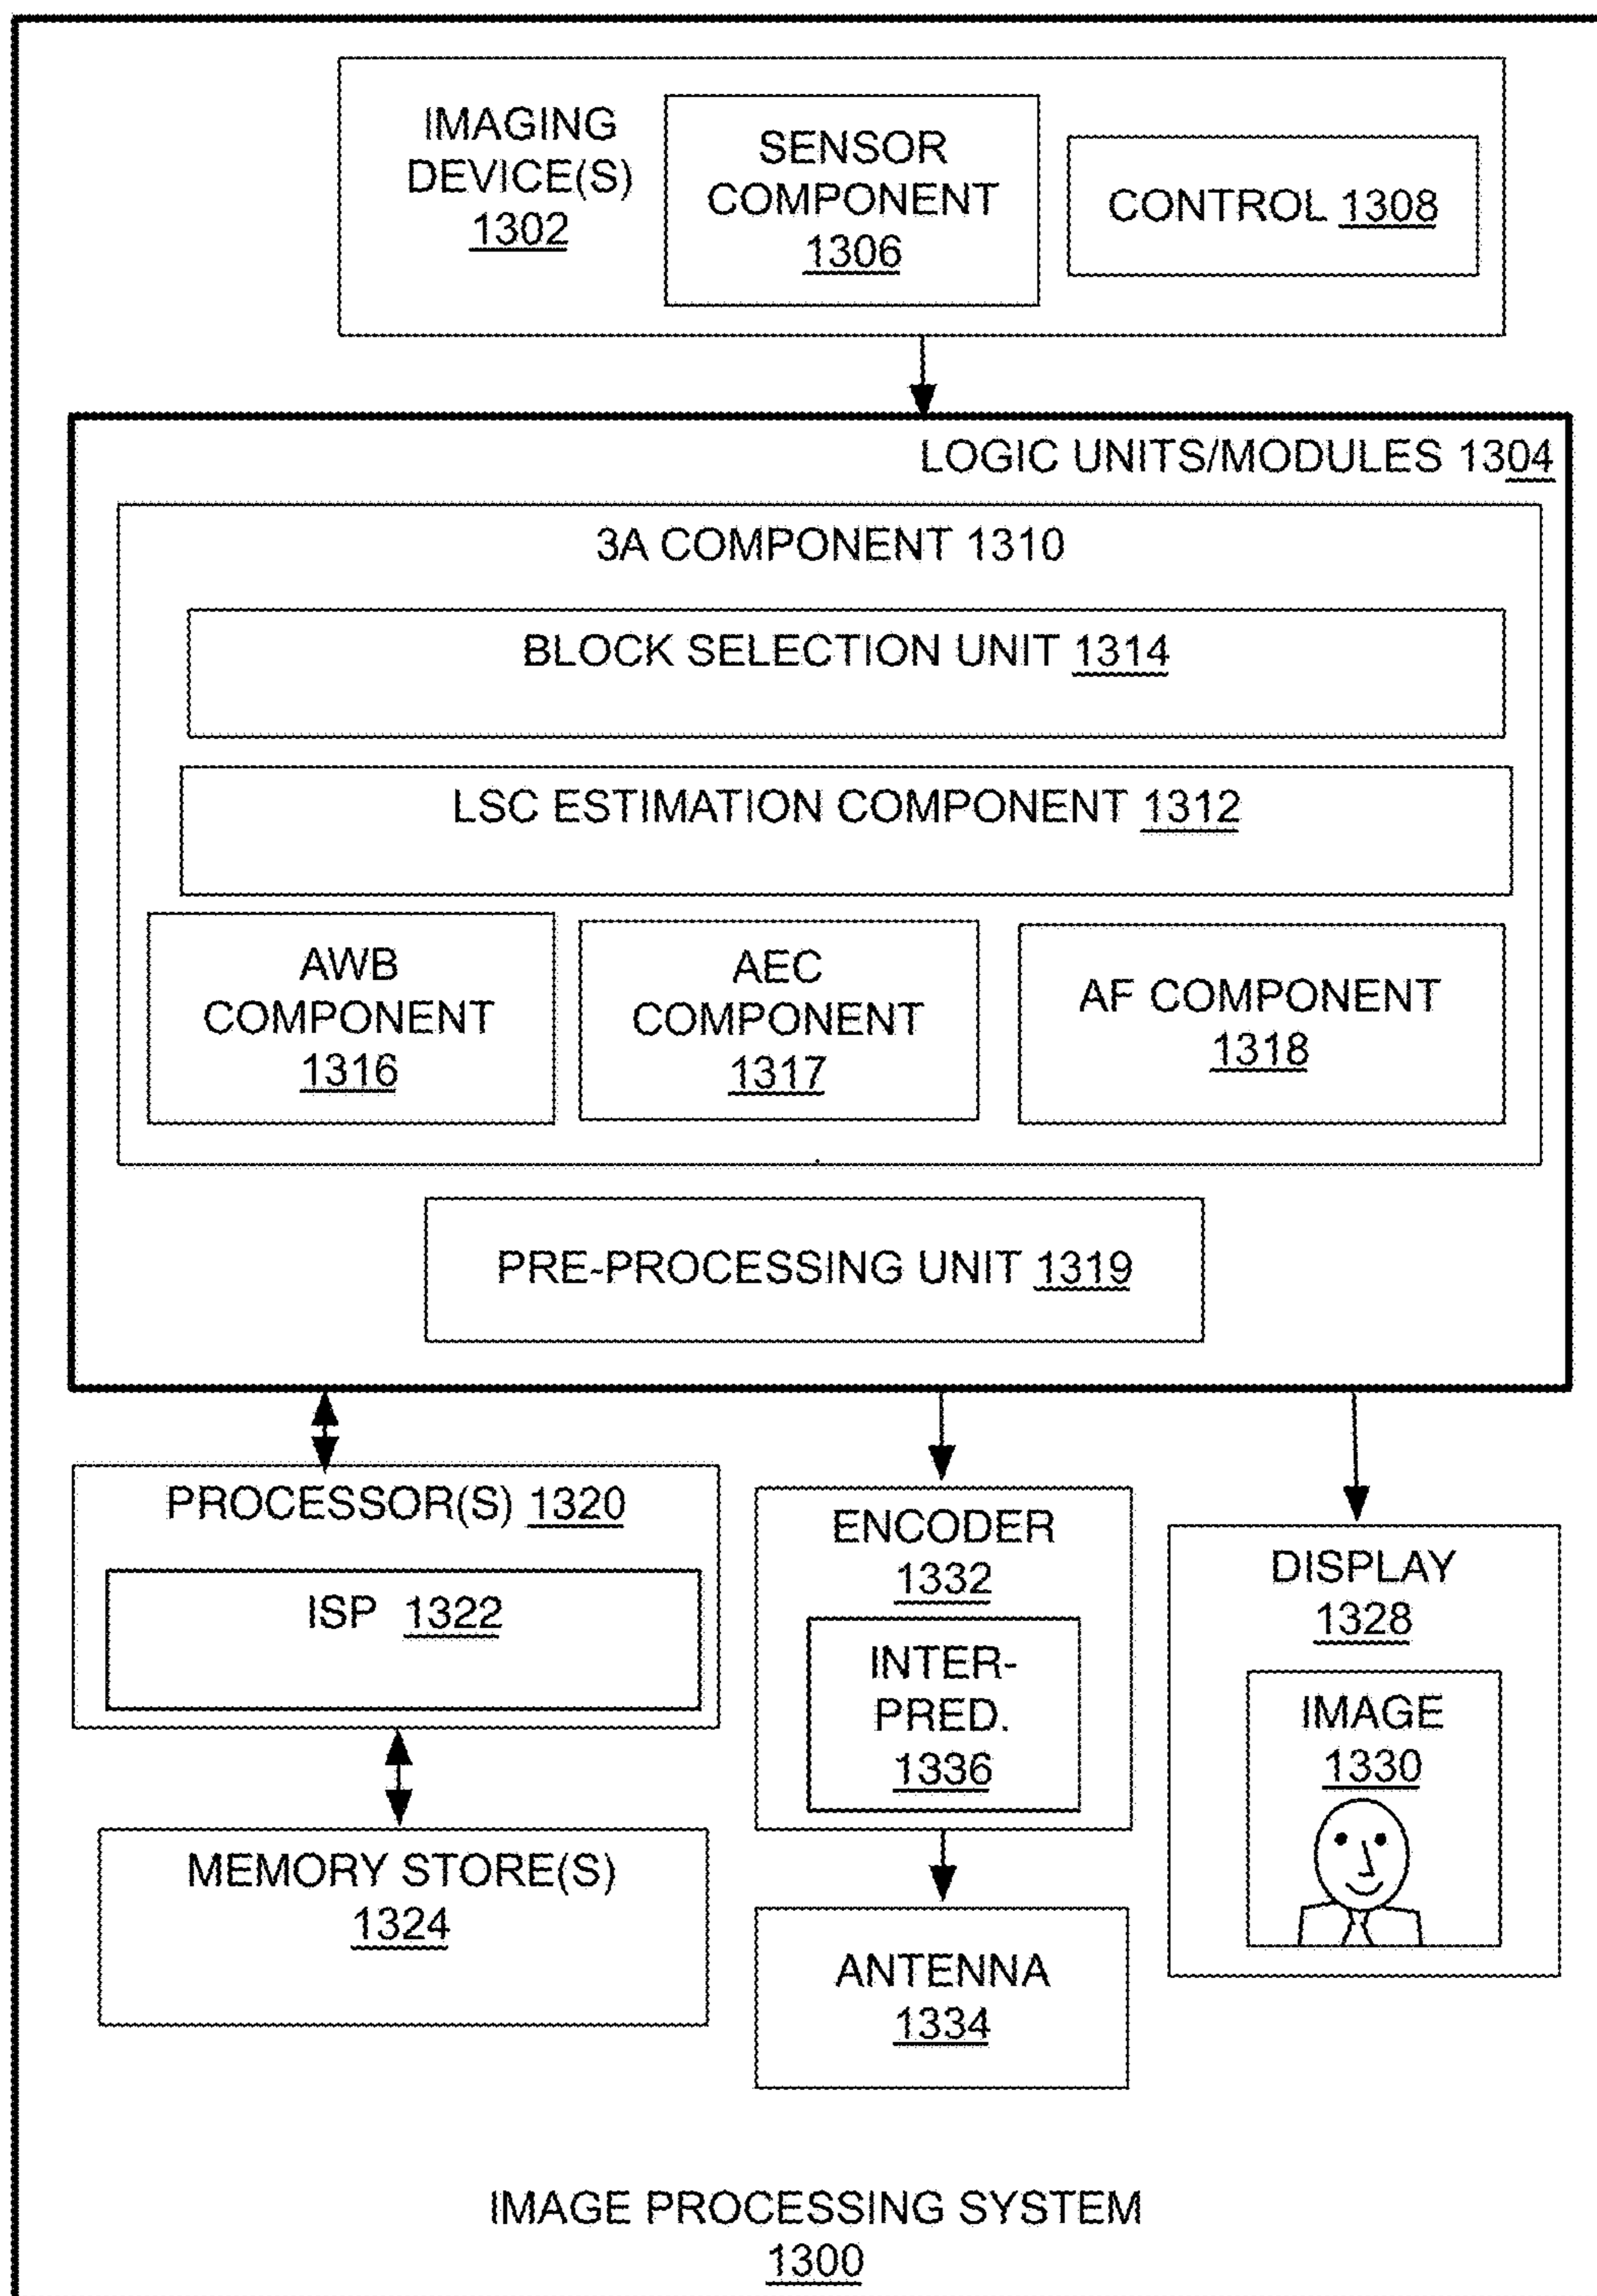 IMAGING
DEVICE(S)
1302
SENSOR
COMPONENT
1306
CONTROL 1308
LOGIC UNITS/MODULES 1304
3A COMPONENT 1310
BLOCK SELECTION UNIT 1314
LSC ESTIMATION COMPONENT 1312
AWB
COMPONENT
1316
AEC
COMPONENT
1317
AF COMPONENT
1318
PRE-PROCESSING UNIT 1319
PROCESSOR(S) 1320
ISP 1322
MEMORY STORE(S)
1324
ENCODER
1332
INTER-
PRED.
1336
ANTENNA
1334
DISPLAY
1328
IMAGE
1330
IMAGE PROCESSING SYSTEM
1300